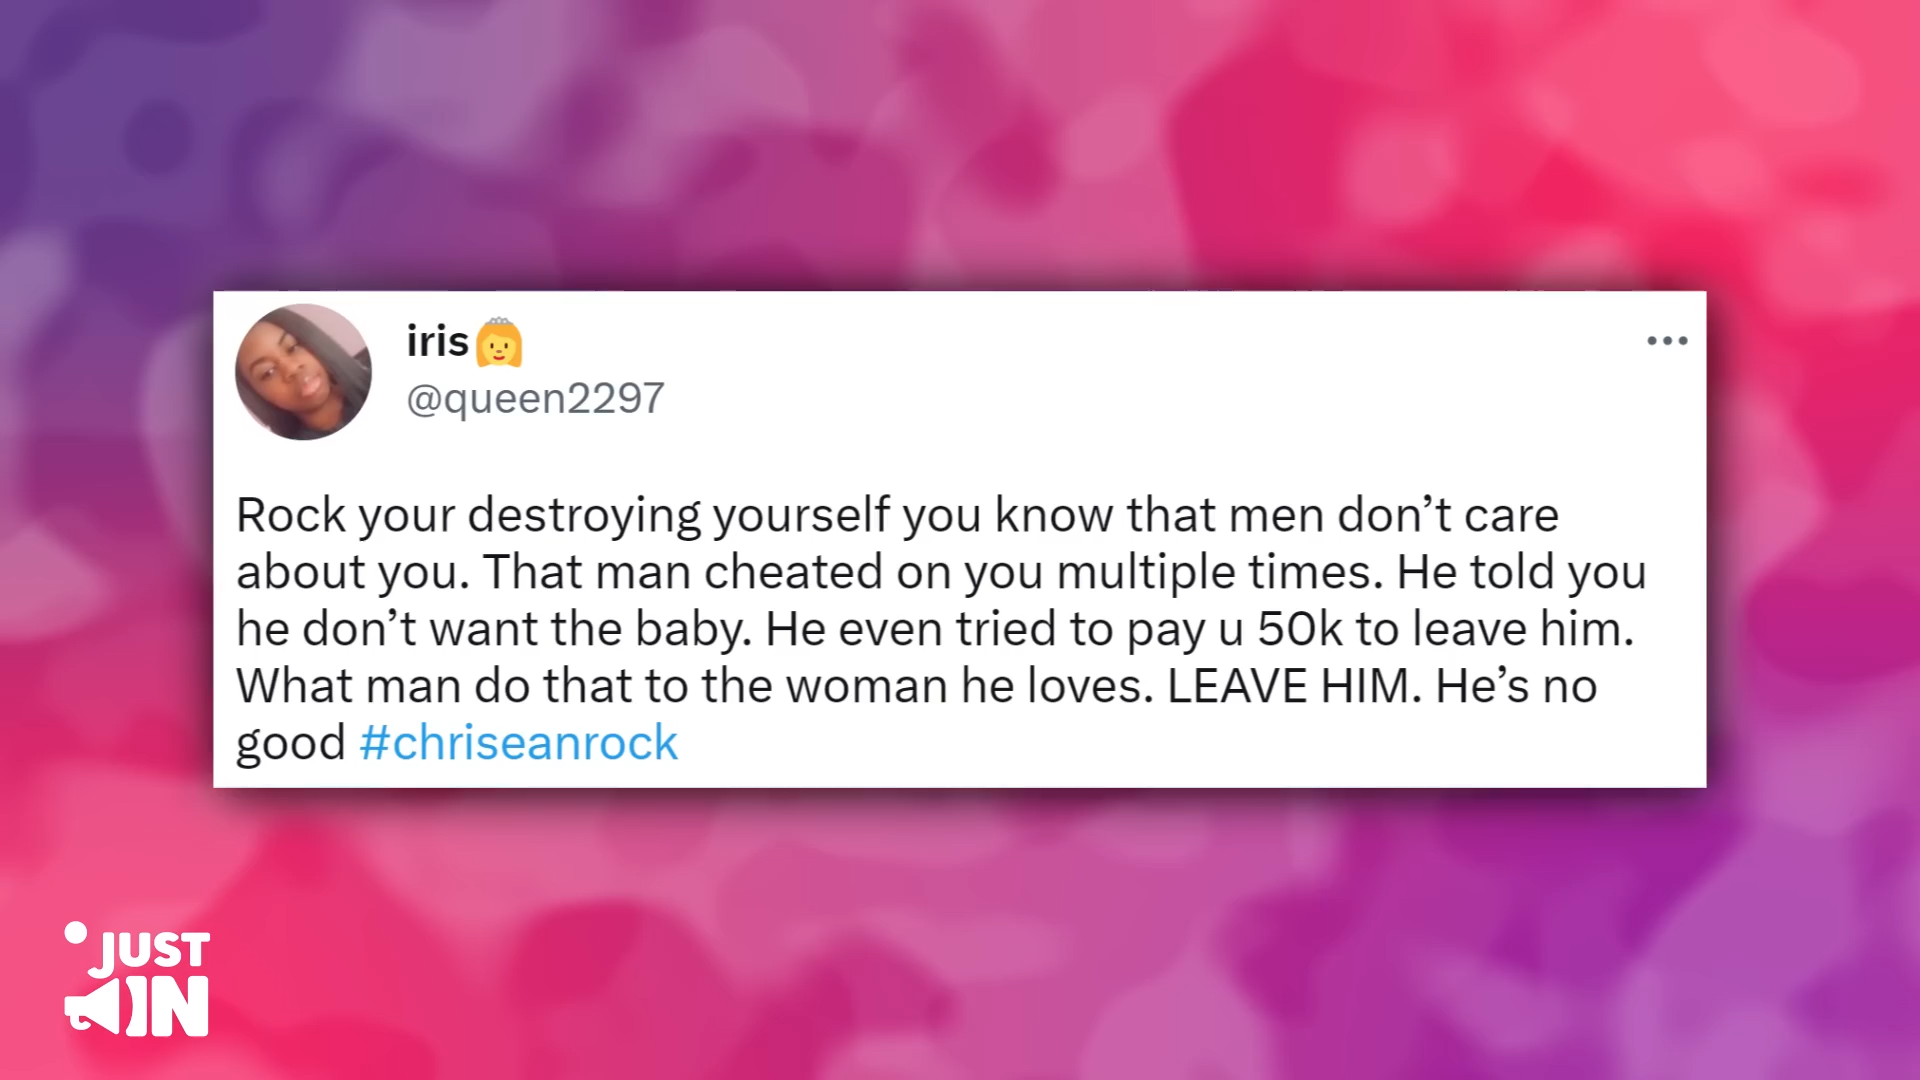 iris👸
@queen2297
Rock your destroying yourself you know that men don’t care
about you. That man cheated on you multiple times. He told you
he don’t want the baby. He even tried to pay u 50k to leave him.
What man do that to the woman he loves. LEAVE HIM. He’s no
good #chriseanrock
JUST
IN